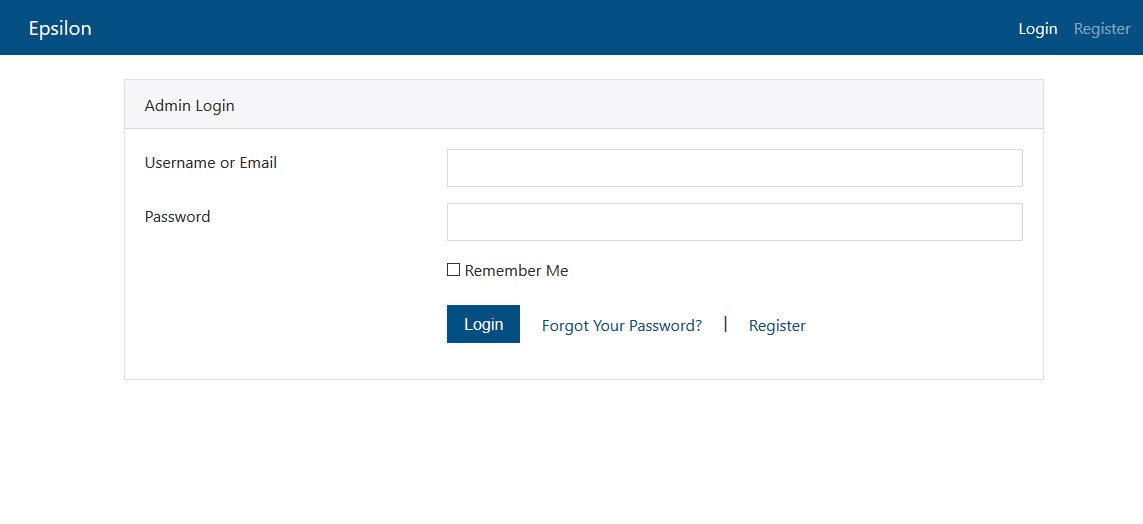 Epsilon Login Register
Admin Login
Username or Email
Password
Remember Me
Login Forgot Your Password? | Register